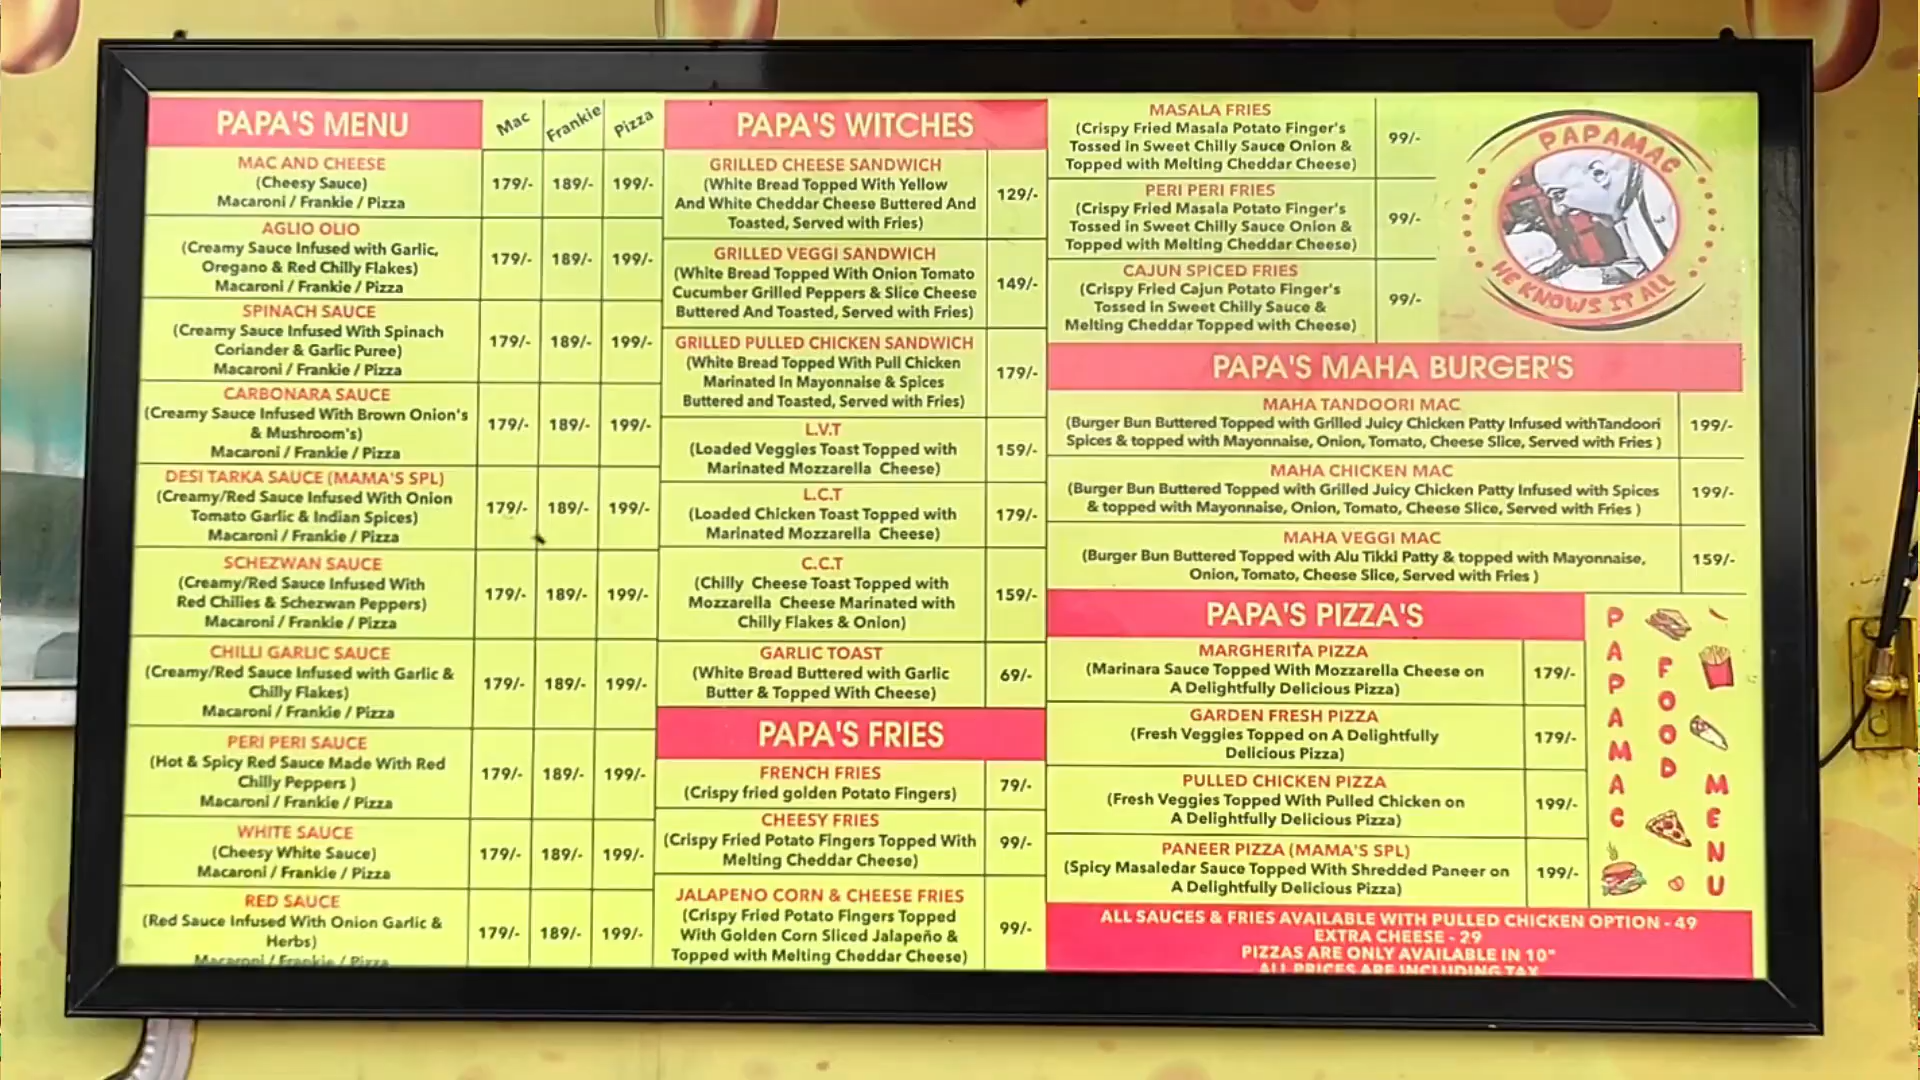 PAPA'S MENU
Mac Frankie Pizza
MAC AND CHEESE
(Cheesy Sauce)
Macaroni / Frankie / Pizza
179/- 189/- 199/-
AGLIO OLIO
(Creamy Sauce Infused with Garlic,
Oregano & Red Chilly Flakes)
Macaroni / Frankie / Pizza
179/- 189/- 199/-
SPINACH SAUCE
(Creamy Sauce Infused With Spinach
Coriander & Garlic Puree)
Macaroni / Frankie / Pizza
179/- 189/- 199/-
CARBONARA SAUCE
(Creamy Sauce Infused With Brown Onion's
& Mushroom's)
Macaroni / Frankie / Pizza
179/- 189/- 199/-
DESI TARKA SAUCE (MAMA'S SPL)
(Creamy/Red Sauce Infused With Onion
Tomato Garlic & Indian Spices)
Macaroni / Frankie / Pizza
179/- 189/- 199/-
SCHEZWAN SAUCE
(Creamy/Red Sauce Infused With
Red Chilies & Schezwan Peppers)
Macaroni / Frankie / Pizza
179/- 189/- 199/-
CHILLI GARLIC SAUCE
(Creamy/Red Sauce Infused with Garlic &
Chilly Flakes)
Macaroni / Frankie / Pizza
179/- 189/- 199/-
PERI PERI SAUCE
(Hot & Spicy Red Sauce Made With Red
Chilly Peppers )
Macaroni / Frankie / Pizza
179/- 189/- 199/-
WHITE SAUCE
(Cheesy White Sauce)
Macaroni / Frankie / Pizza
179/- 189/- 199/-
RED SAUCE
(Red Sauce Infused With Onion Garlic &
Herbs)
Macaroni / Frankie / Pizza
179/- 189/- 199/-
PAPA'S WITCHES
GRILLED CHEESE SANDWICH
(White Bread Topped With Yellow
And White Cheddar Cheese Buttered And
Toasted, Served with Fries)
129/-
GRILLED VEGGI SANDWICH
(White Bread Topped With Onion Tomato
Cucumber Grilled Peppers & Slice Cheese
Buttered And Toasted, Served with Fries)
149/-
GRILLED PULLED CHICKEN SANDWICH
(White Bread Topped With Pull Chicken
Marinated In Mayonnaise & Spices
Buttered and Toasted, Served with Fries)
179/-
L.V.T
(Loaded Veggies Toast Topped with
Marinated Mozzarella Cheese)
159/-
L.C.T
(Loaded Chicken Toast Topped with
Marinated Mozzarella Cheese)
179/-
C.C.T
(Chilly Cheese Toast Topped with
Mozzarella Cheese Marinated with
Chilly Flakes & Onion)
159/-
GARLIC TOAST
(White Bread Buttered with Garlic
Butter & Topped With Cheese)
69/-
PAPA'S FRIES
FRENCH FRIES
(Crispy fried golden Potato Fingers)
79/-
CHEESY FRIES
(Crispy Fried Potato Fingers Topped With
Melting Cheddar Cheese)
99/-
JALAPENO CORN & CHEESE FRIES
(Crispy Fried Potato Fingers Topped
With Golden Corn Sliced Jalapeño &
Topped with Melting Cheddar Cheese)
99/-
MASALA FRIES
(Crispy Fried Masala Potato Finger's
Tossed in Sweet Chilly Sauce Onion &
Topped with Melting Cheddar Cheese)
99/-
PERI PERI FRIES
(Crispy Fried Masala Potato Finger's
Tossed in Sweet Chilly Sauce Onion &
Topped with Melting Cheddar Cheese)
99/-
CAJUN SPICED FRIES
(Crispy Fried Cajun Potato Finger's
Tossed in Sweet Chilly Sauce &
Melting Cheddar Topped with Cheese)
99/-
PAPAMAC
HE KNOWS IT ALL
PAPA'S MAHA BURGER'S
MAHA TANDOORI MAC
(Burger Bun Buttered Topped with Grilled Juicy Chicken Patty Infused withTandoori
Spices & topped with Mayonnaise, Onion, Tomato, Cheese Slice, Served with Fries )
199/-
MAHA CHICKEN MAC
(Burger Bun Buttered Topped with Grilled Juicy Chicken Patty Infused with Spices
& topped with Mayonnaise, Onion, Tomato, Cheese Slice, Served with Fries )
199/-
MAHA VEGGI MAC
(Burger Bun Buttered Topped with Alu Tikki Patty & topped with Mayonnaise,
Onion, Tomato, Cheese Slice, Served with Fries )
159/-
PAPA'S PIZZA'S
MARGHERITA PIZZA
(Marinara Sauce Topped With Mozzarella Cheese on
A Delightfully Delicious Pizza)
179/-
GARDEN FRESH PIZZA
(Fresh Veggies Topped on A Delightfully
Delicious Pizza)
179/-
PULLED CHICKEN PIZZA
(Fresh Veggies Topped With Pulled Chicken on
A Delightfully Delicious Pizza)
199/-
PANEER PIZZA (MAMA'S SPL)
(Spicy Masaledar Sauce Topped With Shredded Paneer on
A Delightfully Delicious Pizza)
199/-
PAPAMAC
FOOD
MENU
ALL SAUCES & FRIES AVAILABLE WITH PULLED CHICKEN OPTION - 49
EXTRA CHEESE - 29
PIZZAS ARE ONLY AVAILABLE IN 10"
ALL PRICES ARE INCLUDING TAX